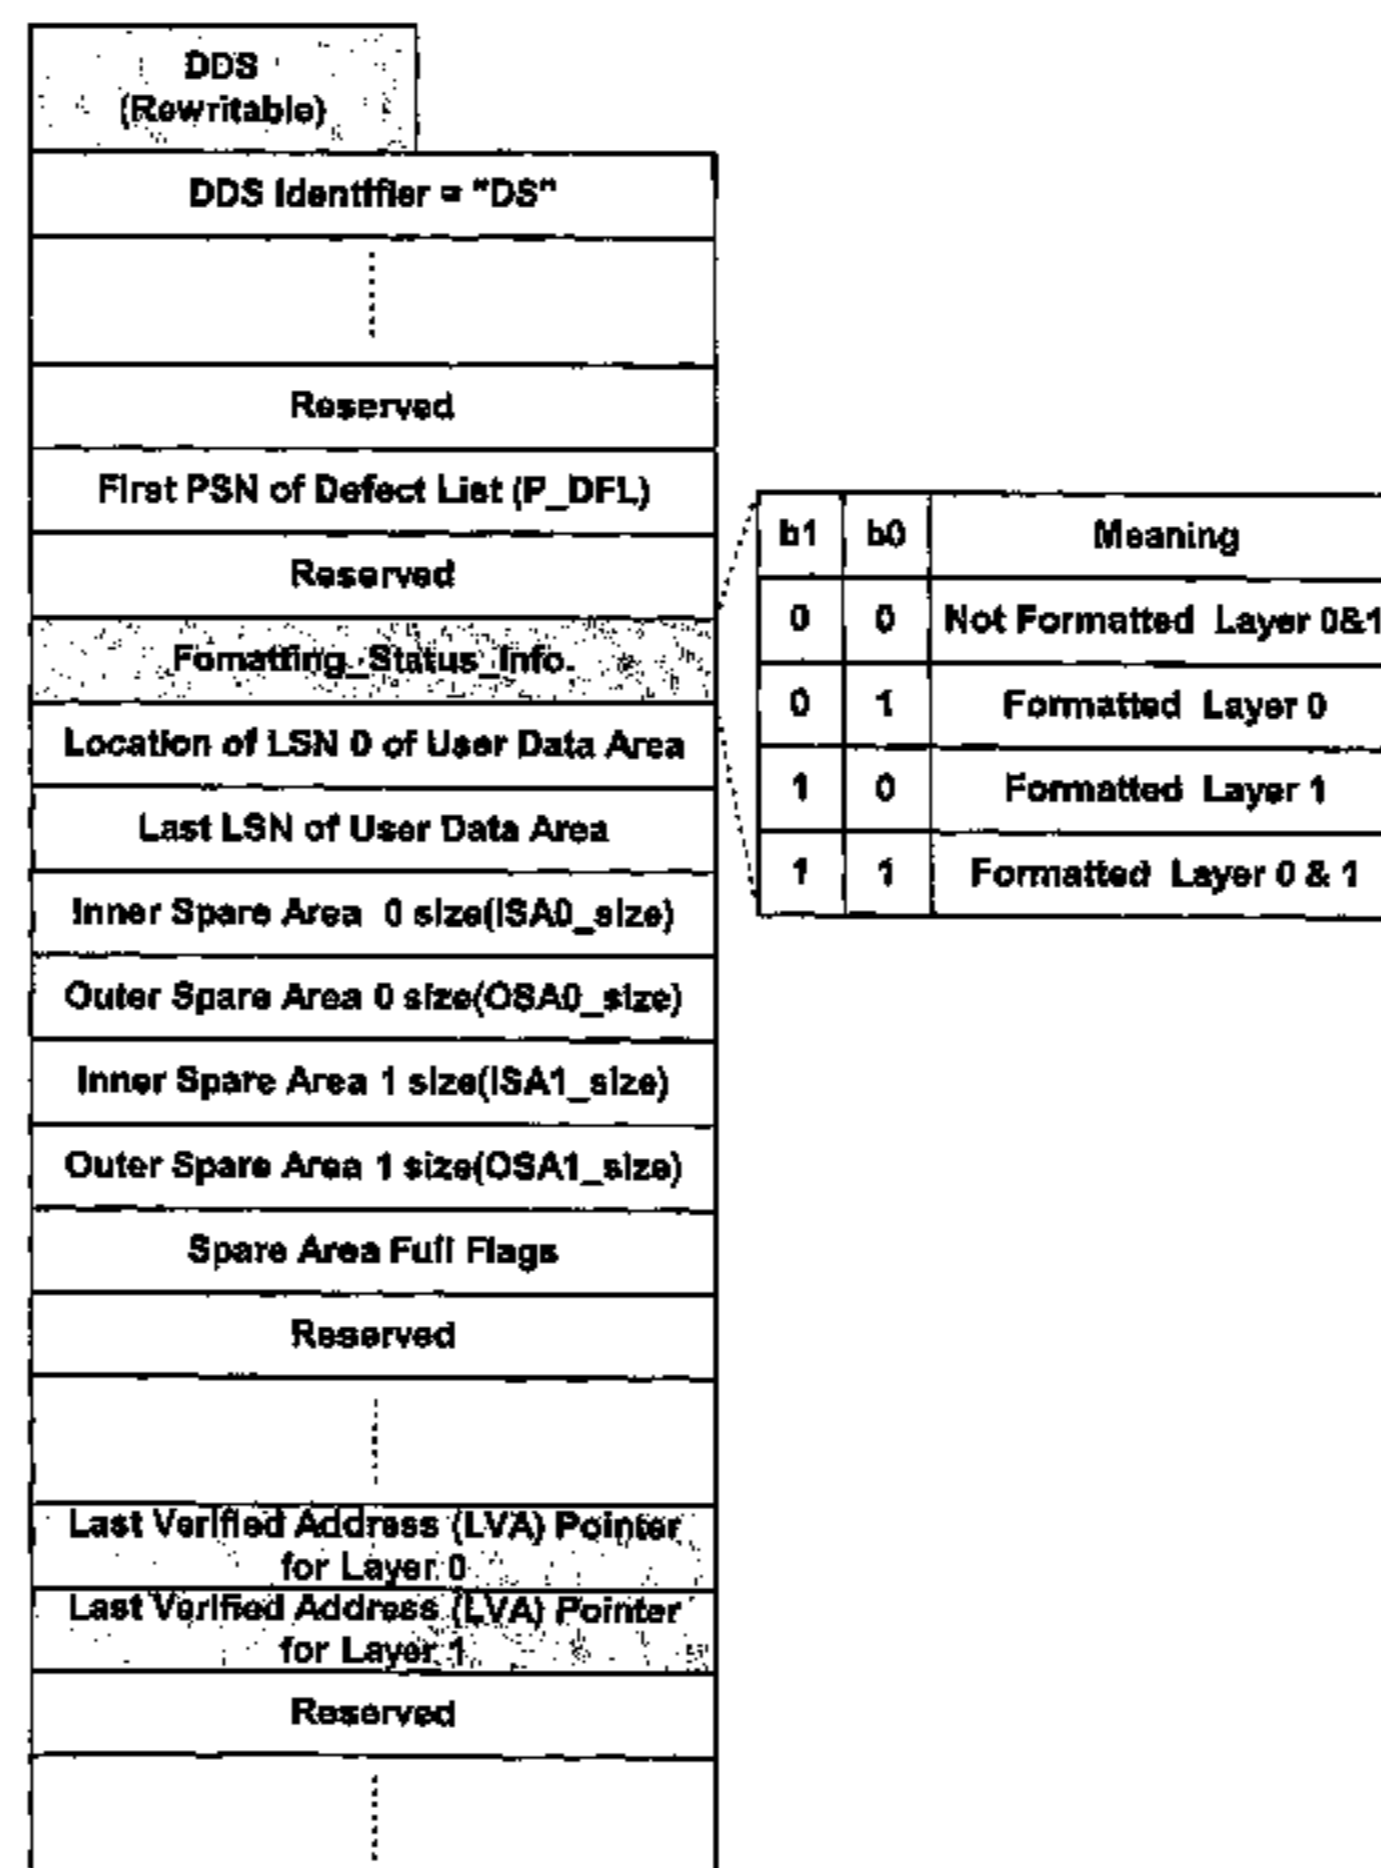 DDS
(Rewritable)
DDS Identifier = "DS"
Reserved
First PSN of Defect List (P_DFL)
Reserved
Fomatting_Status_Info.
Location of LSN 0 of User Data Area
Last LSN of User Data Area
Inner Spare Area 0 size(ISA0_size)
Outer Spare Area 0 size(OSA0_size)
Inner Spare Area 1 size(ISA1_size)
Outer Spare Area 1 size(OSA1_size)
Spare Area Full Flags
Reserved
Last Verified Address (LVA) Pointer
for Layer 0
Last Verified Address (LVA) Pointer
for Layer 1
Reserved
b1 b0 Meaning
0 0 Not Formatted Layer 0&1
0 1 Formatted Layer 0
1 0 Formatted Layer 1
1 1 Formatted Layer 0 & 1